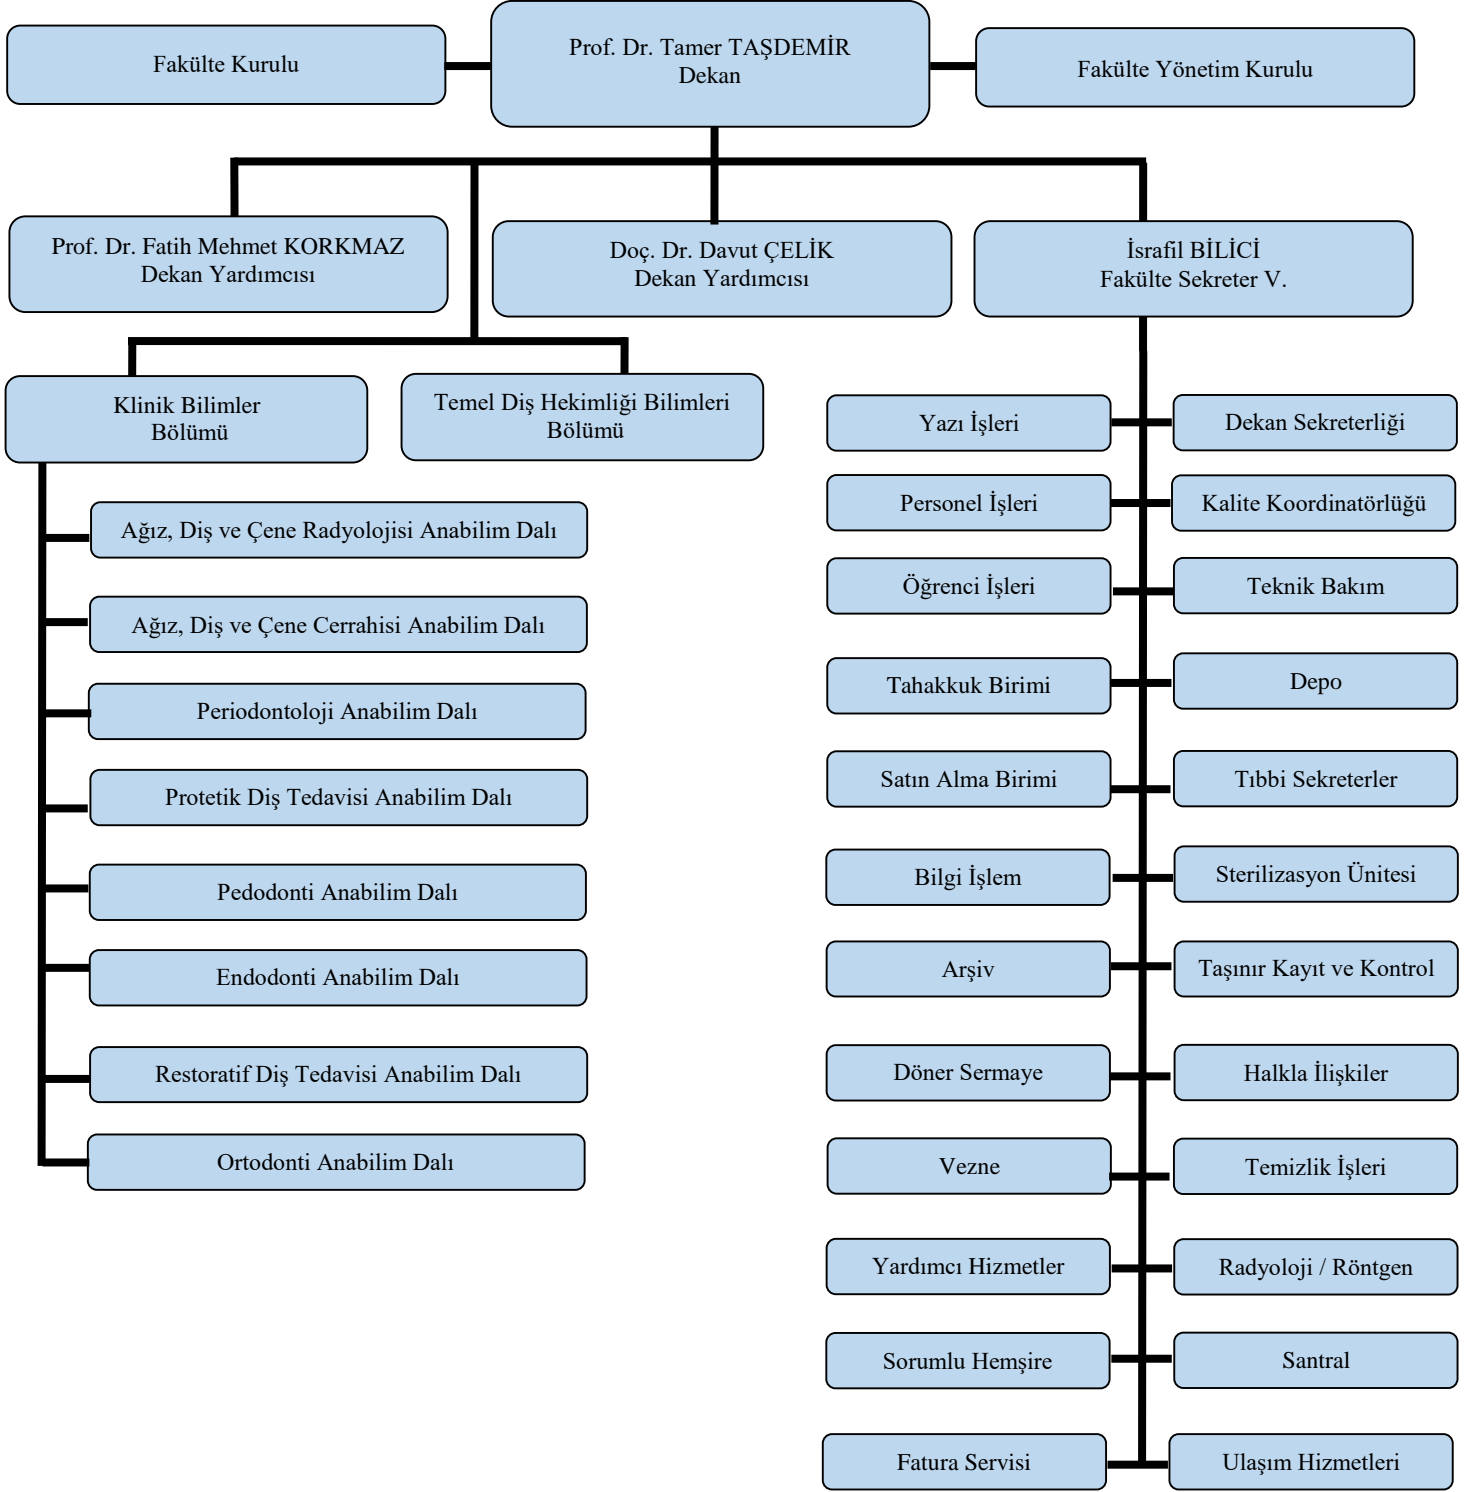 Fakülte Kurulu
Prof. Dr. Tamer TAŞDEMİR
Dekan
Fakülte Yönetim Kurulu
Prof. Dr. Fatih Mehmet KORKMAZ
Dekan Yardımcısı
Doç. Dr. Davut ÇELİK
Dekan Yardımcısı
İsrafil BİLİCİ
Fakülte Sekreter V.
Klinik Bilimler
Bölümü
Temel Diş Hekimliği Bilimleri
Bölümü
Ağız, Diş ve Çene Radyolojisi Anabilim Dalı
Ağız, Diş ve Çene Cerrahisi Anabilim Dalı
Periodontoloji Anabilim Dalı
Protetik Diş Tedavisi Anabilim Dalı
Pedodonti Anabilim Dalı
Endodonti Anabilim Dalı
Restoratif Diş Tedavisi Anabilim Dalı
Ortodonti Anabilim Dalı
Yazı İşleri
Dekan Sekreterliği
Personel İşleri
Kalite Koordinatörlüğü
Öğrenci İşleri
Teknik Bakım
Tahakkuk Birimi
Depo
Satın Alma Birimi
Tıbbi Sekreterler
Bilgi İşlem
Sterilizasyon Ünitesi
Arşiv
Taşınır Kayıt ve Kontrol
Döner Sermaye
Halkla İlişkiler
Vezne
Temizlik İşleri
Yardımcı Hizmetler
Radyoloji / Röntgen
Sorumlu Hemşire
Santral
Fatura Servisi
Ulaşım Hizmetleri